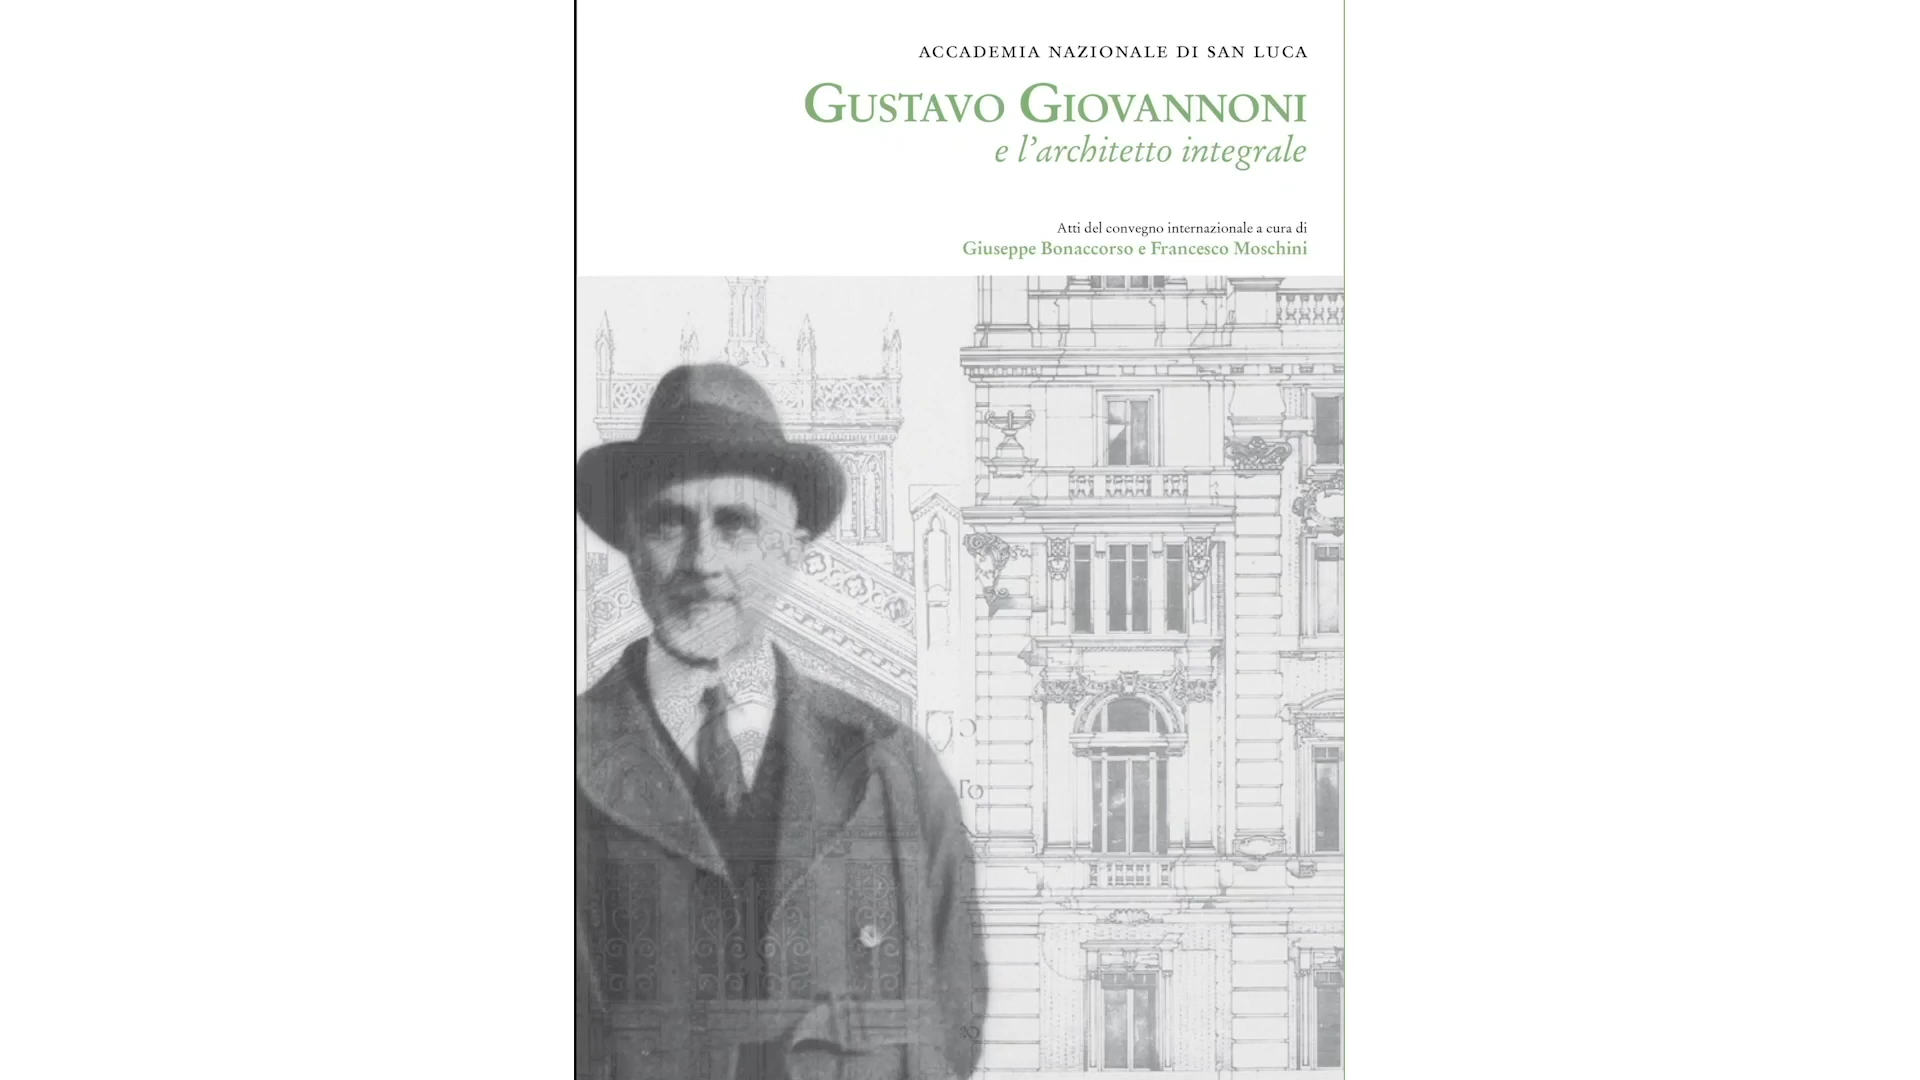 ACCADEMIA NAZIONALE DI SAN LUCA
GUSTAVO GIOVANNONI
e l'architetto integrale
Atti del convegno internazionale a cura di
Giuseppe Bonaccorso e Francesco Moschini